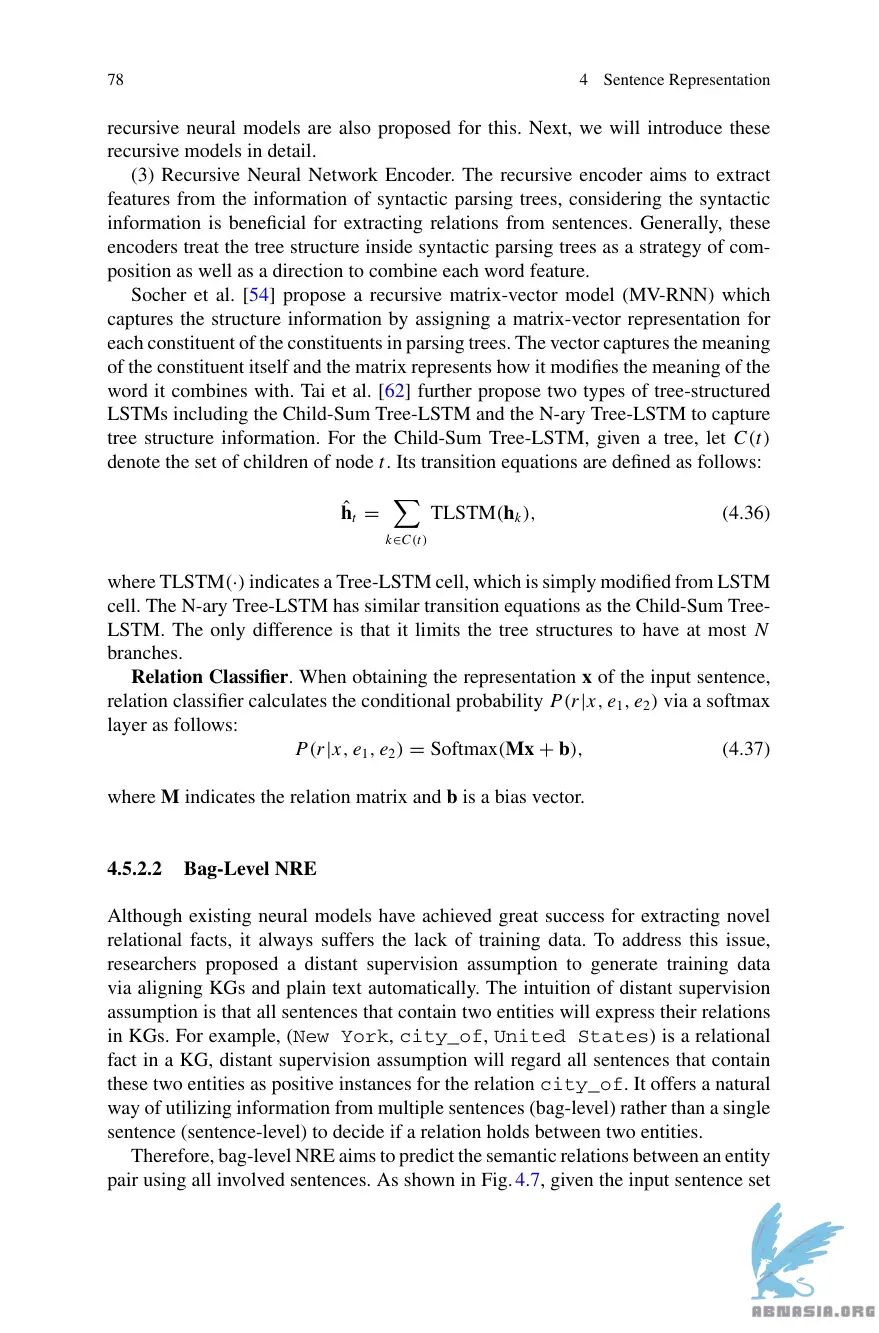 78 4 Sentence Representation
recursive neural models are also proposed for this. Next, we will introduce these
recursive models in detail.
(3) Recursive Neural Network Encoder. The recursive encoder aims to extract
features from the information of syntactic parsing trees, considering the syntactic
information is beneficial for extracting relations from sentences. Generally, these
encoders treat the tree structure inside syntactic parsing trees as a strategy of com-
position as well as a direction to combine each word feature.
Socher et al. [54] propose a recursive matrix-vector model (MV-RNN) which
captures the structure information by assigning a matrix-vector representation for
each constituent of the constituents in parsing trees. The vector captures the meaning
of the constituent itself and the matrix represents how it modifies the meaning of the
word it combines with. Tai et al. [62] further propose two types of tree-structured
LSTMs including the Child-Sum Tree-LSTM and the N-ary Tree-LSTM to capture
tree structure information. For the Child-Sum Tree-LSTM, given a tree, let C(t)
denote the set of children of node t. Its transition equations are defined as follows:
ĥₜ = ∑ k∈C(t) TLSTM(hₖ), (4.36)
where TLSTM(·) indicates a Tree-LSTM cell, which is simply modified from LSTM
cell. The N-ary Tree-LSTM has similar transition equations as the Child-Sum Tree-
LSTM. The only difference is that it limits the tree structures to have at most N
branches.
Relation Classifier. When obtaining the representation x of the input sentence,
relation classifier calculates the conditional probability P(r|x, e₁, e₂) via a softmax
layer as follows:
P(r|x, e₁, e₂) = Softmax(Mx + b), (4.37)
where M indicates the relation matrix and b is a bias vector.
4.5.2.2 Bag-Level NRE
Although existing neural models have achieved great success for extracting novel
relational facts, it always suffers the lack of training data. To address this issue,
researchers proposed a distant supervision assumption to generate training data
via aligning KGs and plain text automatically. The intuition of distant supervision
assumption is that all sentences that contain two entities will express their relations
in KGs. For example, (New York, city_of, United States) is a relational
fact in a KG, distant supervision assumption will regard all sentences that contain
these two entities as positive instances for the relation city_of. It offers a natural
way of utilizing information from multiple sentences (bag-level) rather than a single
sentence (sentence-level) to decide if a relation holds between two entities.
Therefore, bag-level NRE aims to predict the semantic relations between an entity
pair using all involved sentences. As shown in Fig. 4.7, given the input sentence set
ABNASIA.ORG